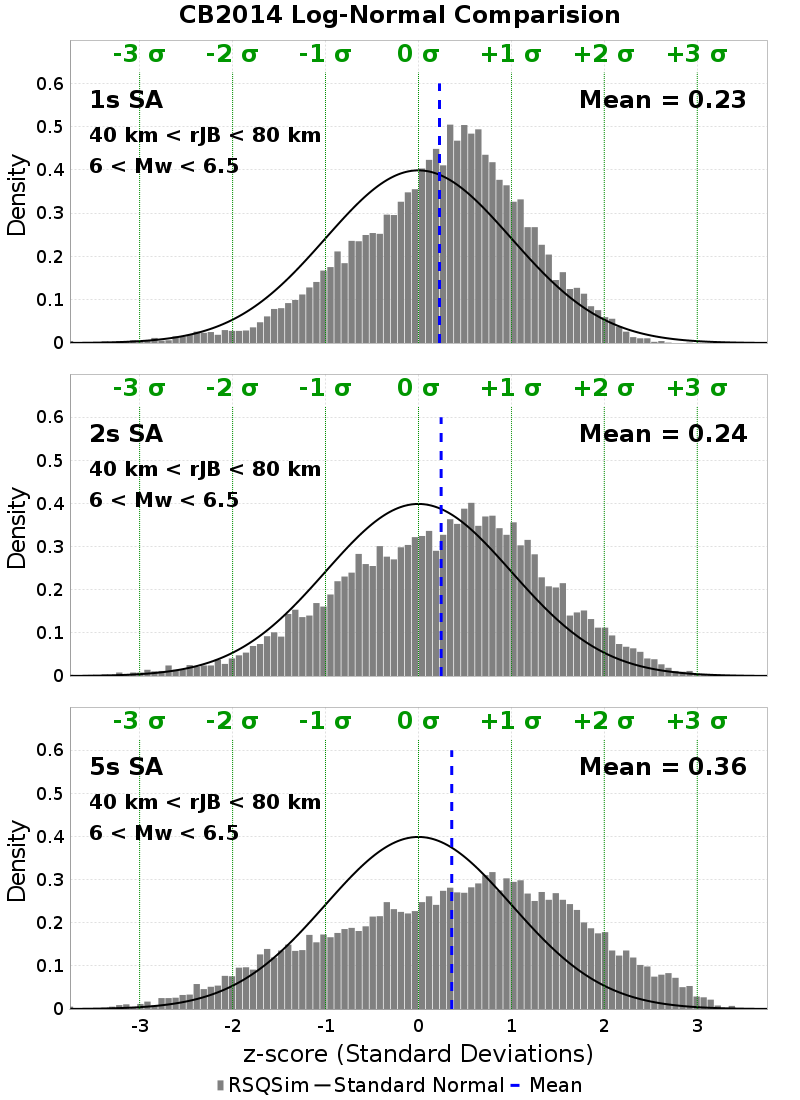 CB2014 Log-Normal Comparision
-3 σ -2 σ -1 σ 0 σ +1 σ +2 σ +3 σ
0.6
1s SA Mean = 0.23
0.5
40 km < rJB < 80 km
6 < Mw < 6.5
0.4
Density
0.3
0.2
0.1
0
-3 σ -2 σ -1 σ 0 σ +1 σ +2 σ +3 σ
0.6
2s SA Mean = 0.24
0.5
40 km < rJB < 80 km
6 < Mw < 6.5
0.4
Density
0.3
0.2
0.1
0
-3 σ -2 σ -1 σ 0 σ +1 σ +2 σ +3 σ
0.6
5s SA Mean = 0.36
0.5
40 km < rJB < 80 km
6 < Mw < 6.5
0.4
Density
0.3
0.2
0.1
0
-3 -2 -1 0 1 2 3
z-score (Standard Deviations)
RSQSim Standard Normal Mean